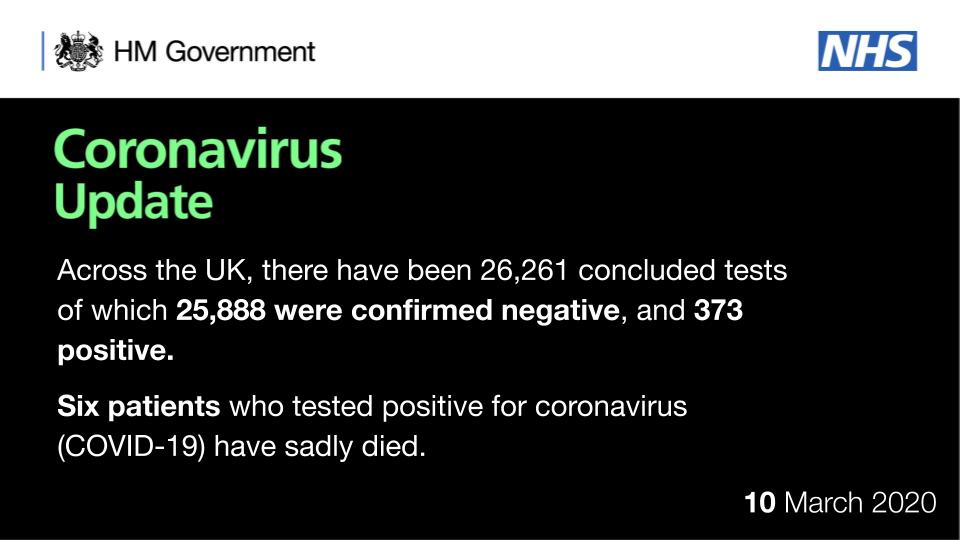 HM Government
NHS
Coronavirus
Update
Across the UK, there have been 26,261 concluded tests
of which 25,888 were confirmed negative, and 373
positive.
Six patients who tested positive for coronavirus
(COVID-19) have sadly died.
10 March 2020